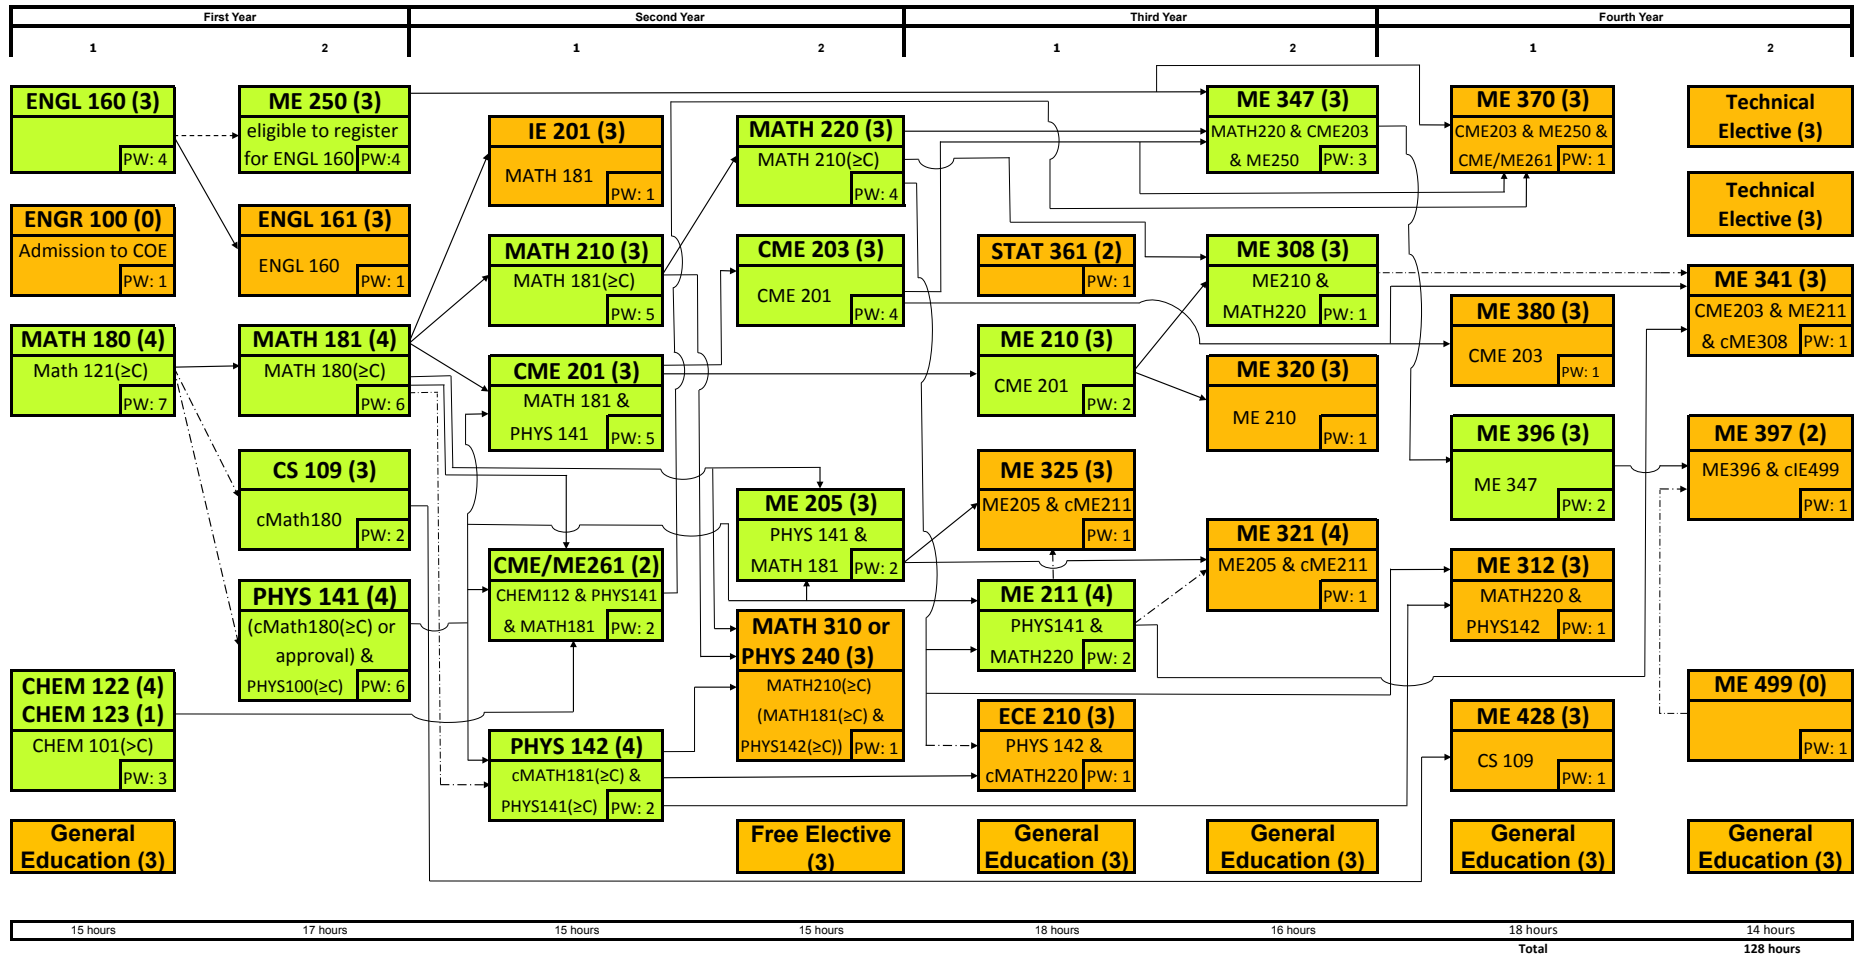 First Year
Second Year
Third Year
Fourth Year
1
2
1
2
1
2
1
2
ENGL 160 (3)
PW: 4
ENGR 100 (0)
Admission to COE
PW: 1
MATH 180 (4)
Math 121(≥C)
PW: 7
CHEM 122 (4)
CHEM 123 (1)
CHEM 101(>C)
PW: 3
General
Education (3)
ME 250 (3)
eligible to register
for ENGL 160
PW:4
ENGL 161 (3)
ENGL 160
PW: 1
MATH 181 (4)
MATH 180(≥C)
PW: 6
CS 109 (3)
cMath180
PW: 2
PHYS 141 (4)
(cMath180(≥C) or
approval) &
PHYS100(≥C)
PW: 6
IE 201 (3)
MATH 181
PW: 1
MATH 210 (3)
MATH 181(≥C)
PW: 5
CME 201 (3)
MATH 181 &
PHYS 141
PW: 5
CME/ME261 (2)
CHEM112 & PHYS141
& MATH181
PW: 2
PHYS 142 (4)
cMATH181(≥C) &
PHYS141(≥C)
PW: 2
MATH 220 (3)
MATH 210(≥C)
PW: 4
CME 203 (3)
CME 201
PW: 4
ME 205 (3)
PHYS 141 &
MATH 181
PW: 2
MATH 310 or
PHYS 240 (3)
MATH210(≥C)
(MATH181(≥C) &
PHYS142(≥C))
PW: 1
Free Elective
(3)
STAT 361 (2)
PW: 1
ME 210 (3)
CME 201
PW: 2
ME 325 (3)
ME205 & cME211
PW: 1
ME 211 (4)
PHYS141 &
MATH220
PW: 2
ECE 210 (3)
PHYS 142 &
cMATH220
PW: 1
General
Education (3)
ME 347 (3)
MATH220 & CME203
& ME250
PW: 3
ME 308 (3)
ME210 &
MATH220
PW: 1
ME 320 (3)
ME 210
PW: 1
ME 321 (4)
ME205 & cME211
PW: 1
General
Education (3)
ME 370 (3)
CME203 & ME250 &
CME/ME261
PW: 1
ME 380 (3)
CME 203
PW: 1
ME 396 (3)
ME 347
PW: 2
ME 312 (3)
MATH220 &
PHYS142
PW: 1
ME 428 (3)
CS 109
PW: 1
General
Education (3)
Technical
Elective (3)
Technical
Elective (3)
ME 341 (3)
CME203 & ME211
& cME308
PW: 1
ME 397 (2)
ME396 & cIE499
PW: 1
ME 499 (0)
PW: 1
General
Education (3)
15 hours
17 hours
15 hours
15 hours
18 hours
16 hours
18 hours
14 hours
Total
128 hours